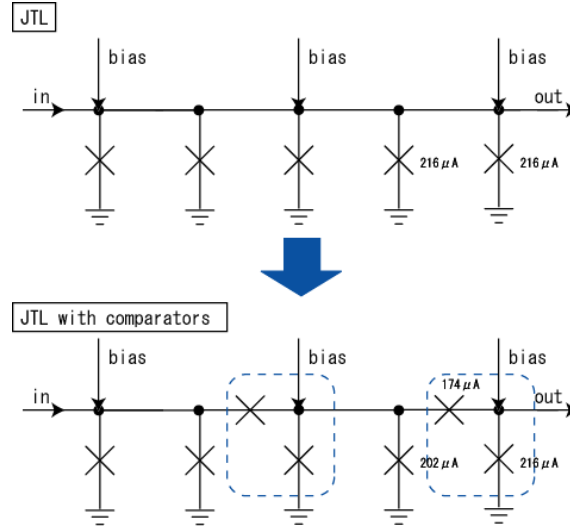 JTL
bias bias bias
in out
216μA 216μA
JTL with comparators
bias bias bias
174μA
in out
202μA 216μA